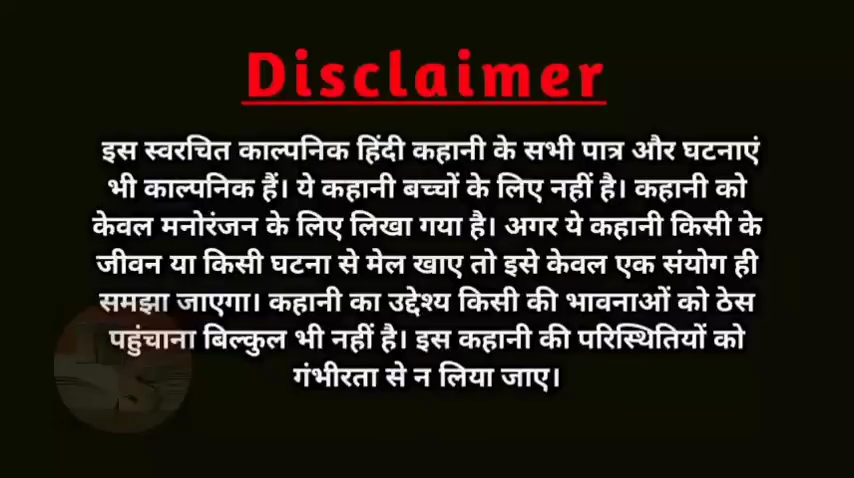 Disclaimer
इस स्वरचित काल्पनिक हिंदी कहानी के सभी पात्र और घटनाएं
भी काल्पनिक हैं। ये कहानी बच्चों के लिए नहीं है। कहानी को
केवल मनोरंजन के लिए लिखा गया है। अगर ये कहानी किसी के
जीवन या किसी घटना से मेल खाए तो इसे केवल एक संयोग ही
समझा जाएगा। कहानी का उद्देश्य किसी की भावनाओं को ठेस
पहुंचाना बिल्कुल भी नहीं है। इस कहानी की परिस्थितियों को
गंभीरता से न लिया जाए।